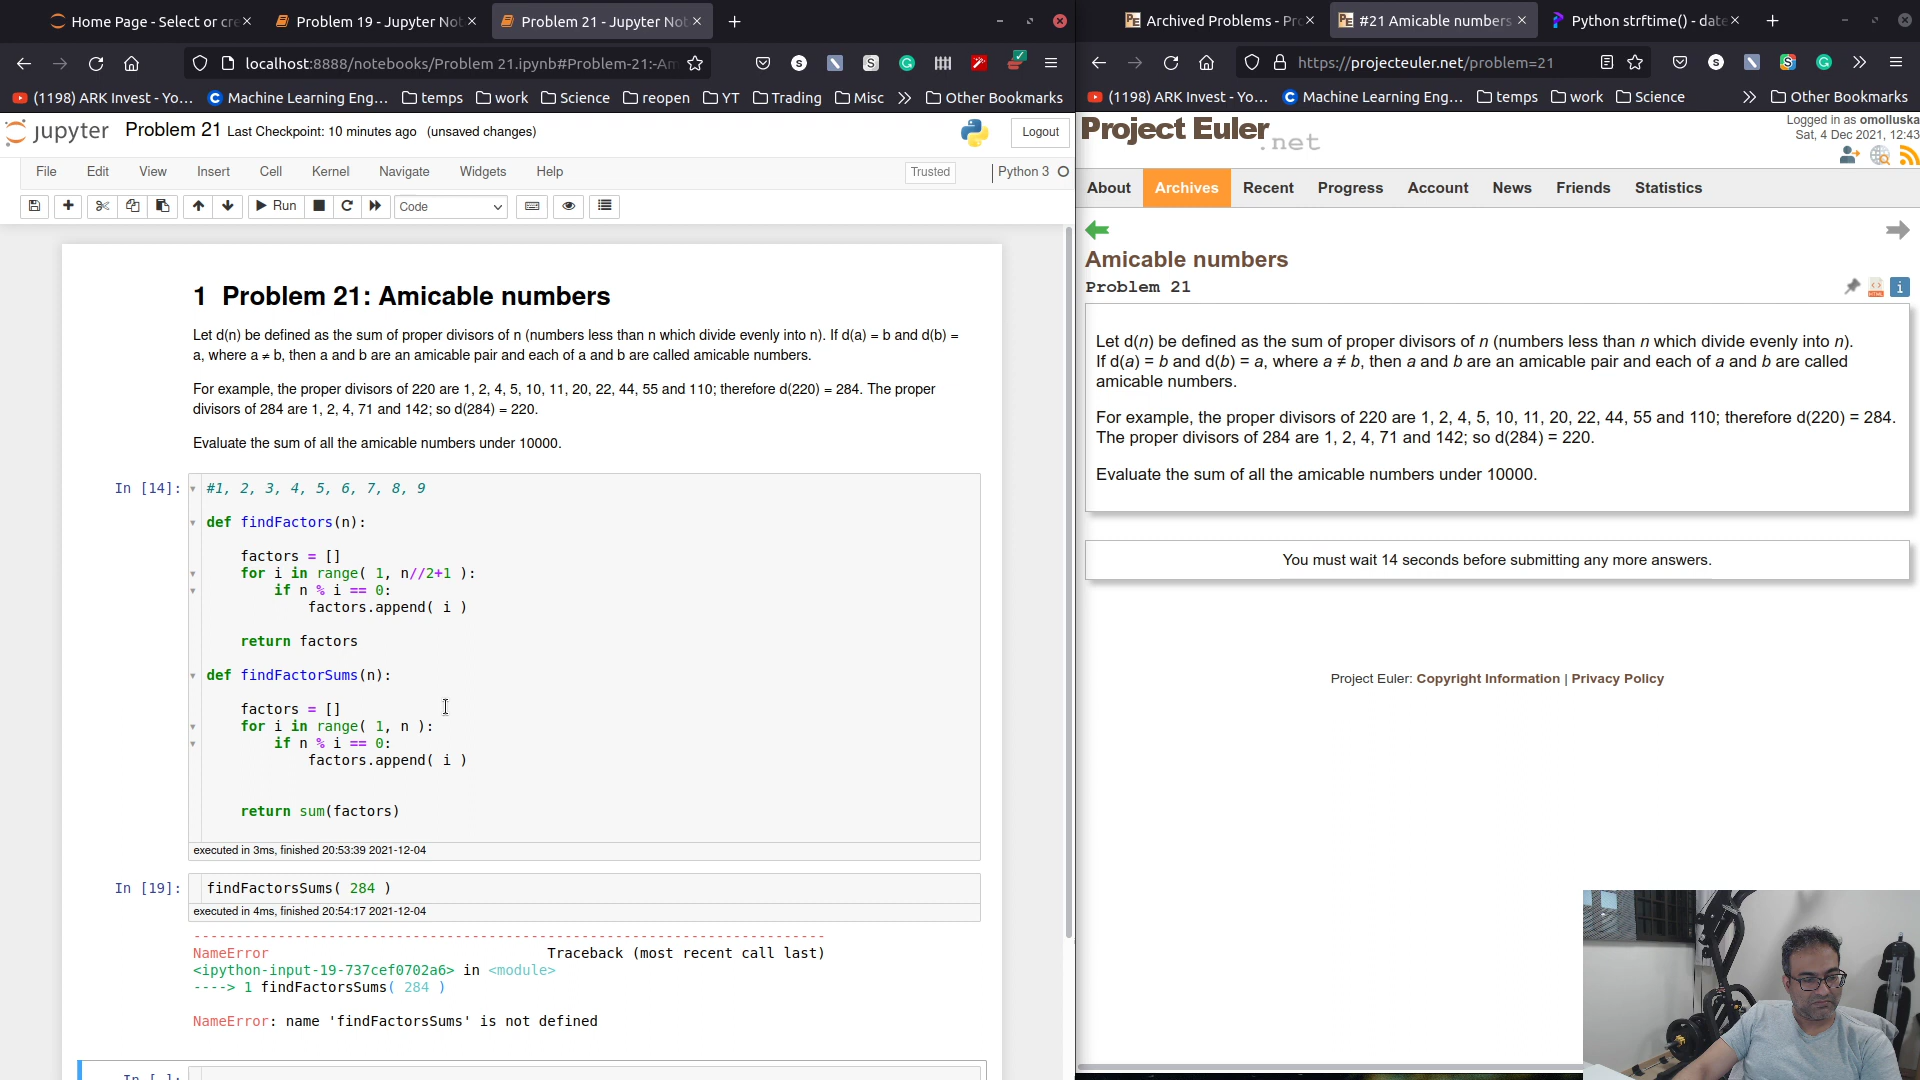 Home Page - Select or cre
Problem 19 - Jupyter Not
Problem 21 - Jupyter Not
localhost:8888/notebooks/Problem 21.ipynb#Problem-21:-Am
(1198) ARK Invest - Yo...
Machine Learning Eng...
temps
work
Science
reopen
YT
Trading
Misc
Other Bookmarks
jupyter
Problem 21 Last Checkpoint: 10 minutes ago (unsaved changes)
Logout
File Edit View Insert Cell Kernel Navigate Widgets Help
Trusted
Python 3
Run
Code
1 Problem 21: Amicable numbers
Let d(n) be defined as the sum of proper divisors of n (numbers less than n which divide evenly into n). If d(a) = b and d(b) =
a, where a ≠ b, then a and b are an amicable pair and each of a and b are called amicable numbers.
For example, the proper divisors of 220 are 1, 2, 4, 5, 10, 11, 20, 22, 44, 55 and 110; therefore d(220) = 284. The proper
divisors of 284 are 1, 2, 4, 71 and 142; so d(284) = 220.
Evaluate the sum of all the amicable numbers under 10000.
In [14]:
#1, 2, 3, 4, 5, 6, 7, 8, 9
def findFactors(n):
factors = []
for i in range( 1, n//2+1 ):
if n % i == 0:
factors.append( i )
return factors
def findFactorSums(n):
factors = []
for i in range( 1, n ):
if n % i == 0:
factors.append( i )
return sum(factors)
executed in 3ms, finished 20:53:39 2021-12-04
In [19]:
findFactorsSums( 284 )
executed in 4ms, finished 20:54:17 2021-12-04
---------------------------------------------------------------------------
NameError Traceback (most recent call last)
<ipython-input-19-737cef0702a6> in <module>
----> 1 findFactorsSums( 284 )
NameError: name 'findFactorsSums' is not defined
In [ ]:
Archived Problems - Pro
#21 Amicable numbers
Python strftime() - date
https://projecteuler.net/problem=21
(1198) ARK Invest - Yo...
Machine Learning Eng...
temps
work
Science
Other Bookmarks
Project Euler
.net
Logged in as omolluska
Sat, 4 Dec 2021, 12:43
About Archives Recent Progress Account News Friends Statistics
Amicable numbers
Problem 21
Let d(n) be defined as the sum of proper divisors of n (numbers less than n which divide evenly into n).
If d(a) = b and d(b) = a, where a ≠ b, then a and b are an amicable pair and each of a and b are called
amicable numbers.
For example, the proper divisors of 220 are 1, 2, 4, 5, 10, 11, 20, 22, 44, 55 and 110; therefore d(220) = 284.
The proper divisors of 284 are 1, 2, 4, 71 and 142; so d(284) = 220.
Evaluate the sum of all the amicable numbers under 10000.
You must wait 14 seconds before submitting any more answers.
Project Euler: Copyright Information | Privacy Policy